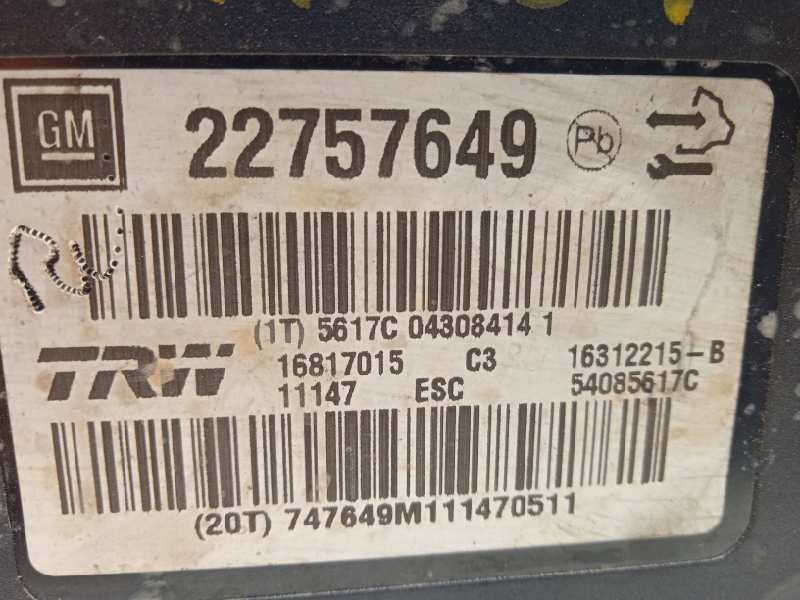 GM
22757649
Pb
(1T) 5617C 04308414 1
TRW
16817015 C3 16312215-B
11147 ESC 54085617C
(20T) 747649M111470511